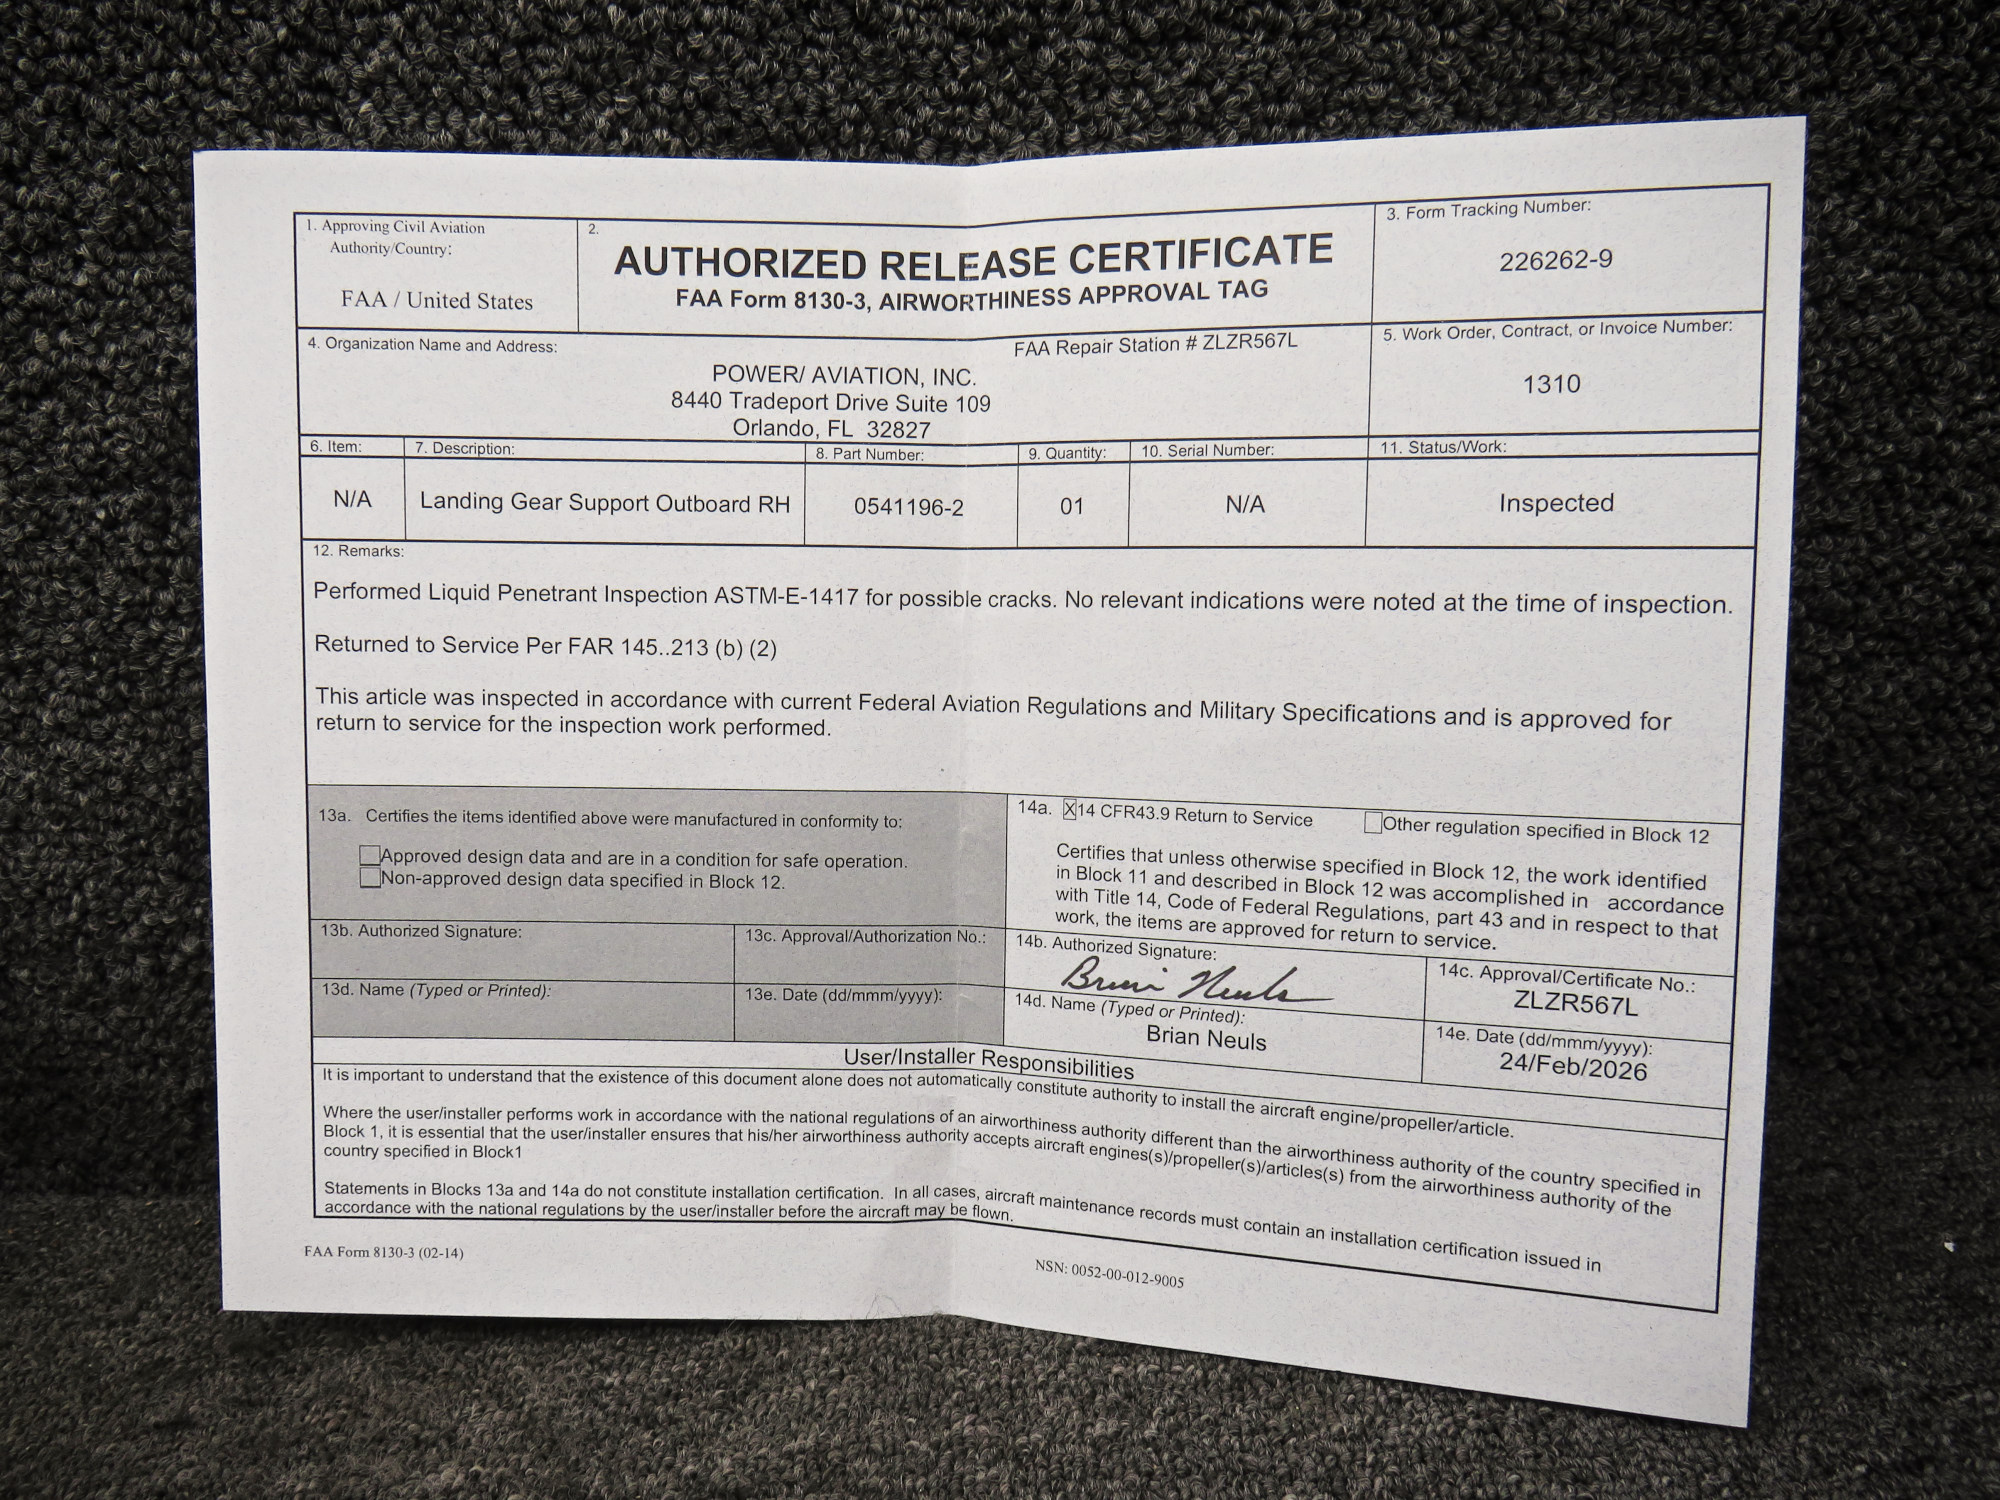 1. Approving Civil Aviation
Authority/Country:
FAA / United States
2.
AUTHORIZED RELEASE CERTIFICATE
FAA Form 8130-3, AIRWORTHINESS APPROVAL TAG
3. Form Tracking Number:
226262-9
4. Organization Name and Address:
FAA Repair Station # ZLZR567L
POWER/ AVIATION, INC.
8440 Tradeport Drive Suite 109
Orlando, FL 32827
5. Work Order, Contract, or Invoice Number:
1310
6. Item:
N/A
7. Description:
Landing Gear Support Outboard RH
8. Part Number:
0541196-2
9. Quantity:
01
10. Serial Number:
N/A
11. Status/Work:
Inspected
12. Remarks:
Performed Liquid Penetrant Inspection ASTM-E-1417 for possible cracks. No relevant indications were noted at the time of inspection.
Returned to Service Per FAR 145..213 (b) (2)
This article was inspected in accordance with current Federal Aviation Regulations and Military Specifications and is approved for
return to service for the inspection work performed.
13a. Certifies the items identified above were manufactured in conformity to:
Approved design data and are in a condition for safe operation.
Non-approved design data specified in Block 12.
13b. Authorized Signature:
13c. Approval/Authorization No.:
13d. Name (Typed or Printed):
13e. Date (dd/mmm/yyyy):
14a. X 14 CFR43.9 Return to Service
Other regulation specified in Block 12
Certifies that unless otherwise specified in Block 12, the work identified
in Block 11 and described in Block 12 was accomplished in accordance
with Title 14, Code of Federal Regulations, part 43 and in respect to that
work, the items are approved for return to service.
14b. Authorized Signature:
Brian Neuls
14c. Approval/Certificate No.:
ZLZR567L
14d. Name (Typed or Printed):
Brian Neuls
14e. Date (dd/mmm/yyyy):
24/Feb/2026
User/Installer Responsibilities
It is important to understand that the existence of this document alone does not automatically constitute authority to install the aircraft engine/propeller/article.
Where the user/installer performs work in accordance with the national regulations of an airworthiness authority different than the airworthiness authority of the country specified in
Block 1, it is essential that the user/installer ensures that his/her airworthiness authority accepts aircraft engines(s)/propeller(s)/articles(s) from the airworthiness authority of the
country specified in Block1
Statements in Blocks 13a and 14a do not constitute installation certification. In all cases, aircraft maintenance records must contain an installation certification issued in
accordance with the national regulations by the user/installer before the aircraft may be flown.
FAA Form 8130-3 (02-14)
NSN: 0052-00-012-9005